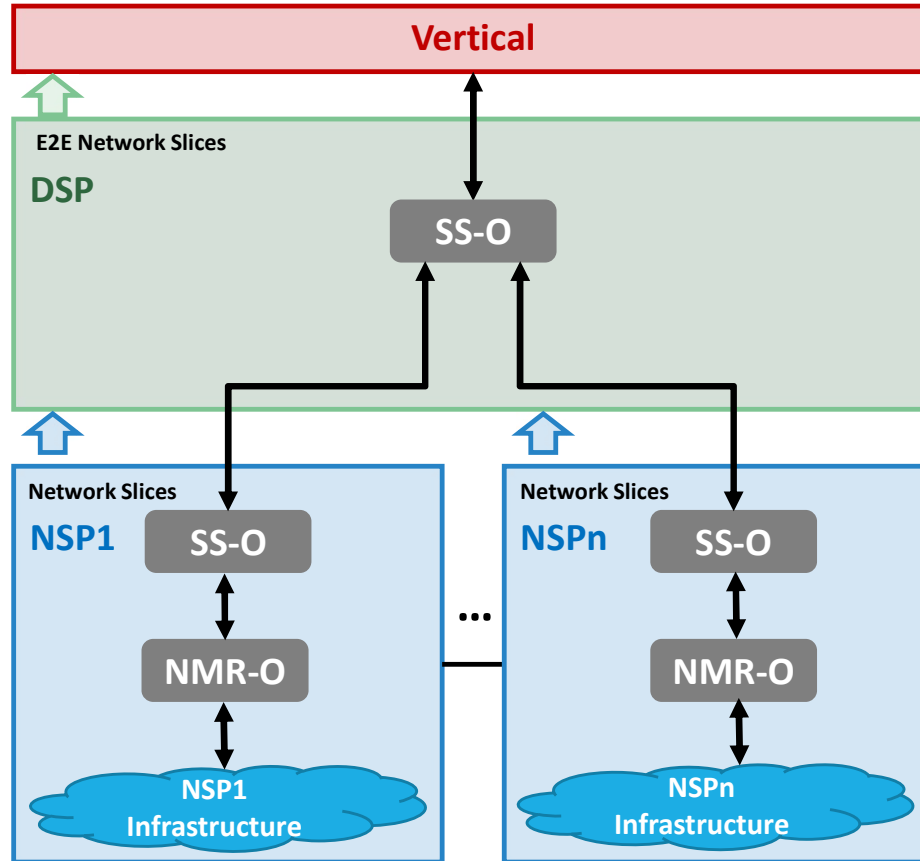 Vertical
E2E Network Slices
DSP
SS-O
Network Slices
NSP1
SS-O
NMR-O
NSP1
Infrastructure
...
Network Slices
NSPn
SS-O
NMR-O
NSPn
Infrastructure